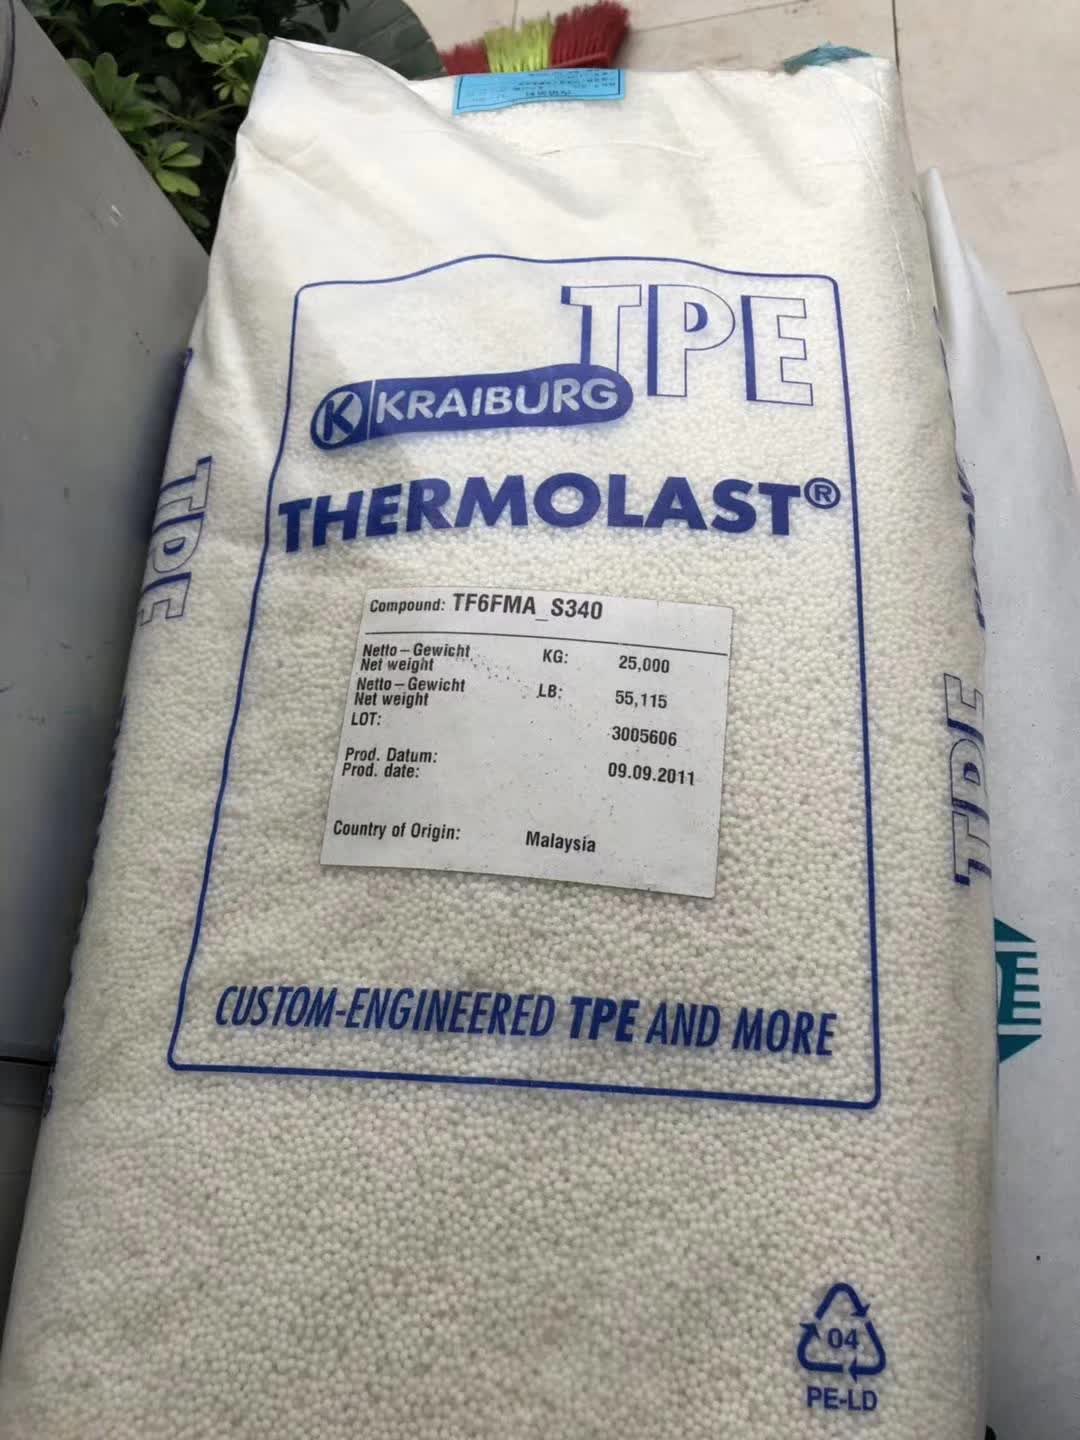 TPE
K KRAIBURG
THERMOLAST®
TPE
Compound: TF6FMA_S340
Netto – Gewicht
Net weight KG: 25,000
Netto – Gewicht
Net weight LB: 55,115
LOT: 3005606
Prod. Datum:
Prod. date: 09.09.2011
Country of Origin: Malaysia
TPE
CUSTOM-ENGINEERED TPE AND MORE
04
PE-LD